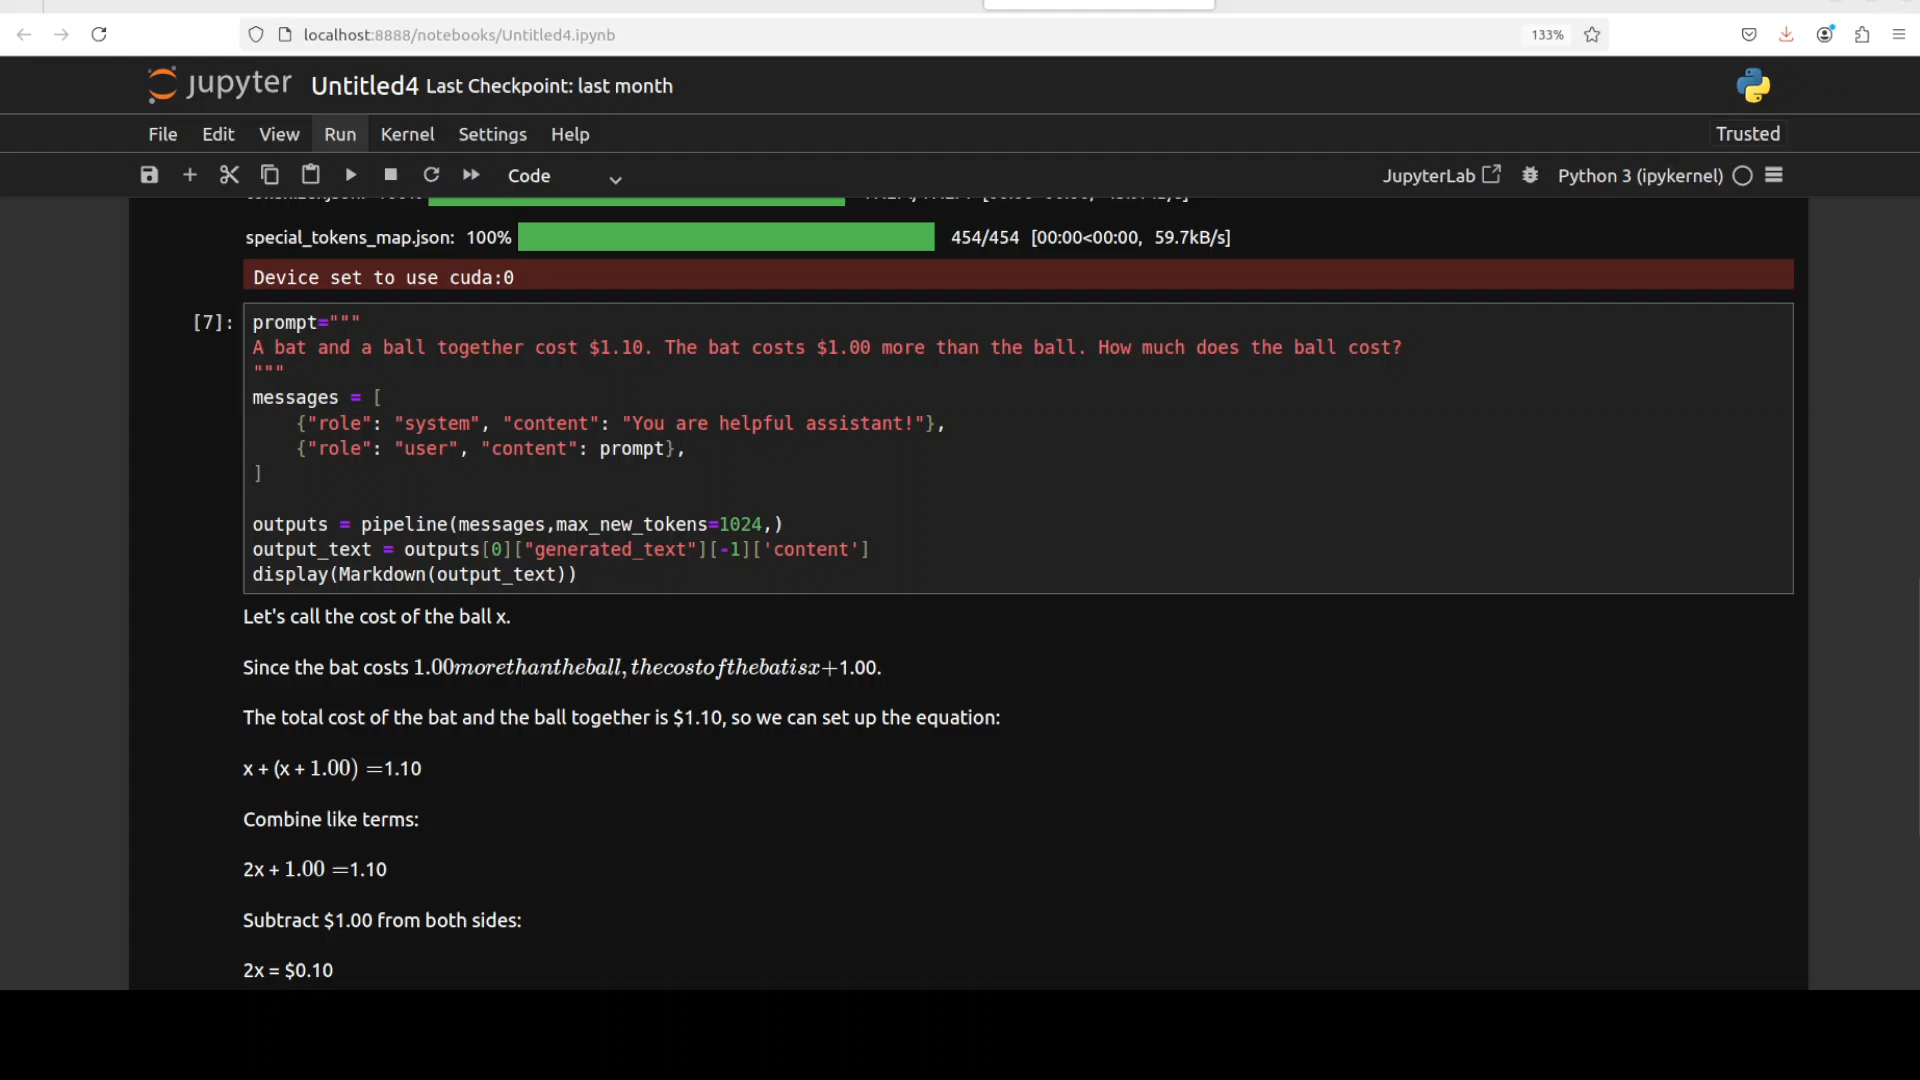 localhost:8888/notebooks/Untitled4.ipynb
133%
jupyter Untitled4 Last Checkpoint: last month
File Edit View Run Kernel Settings Help
Trusted
Code
JupyterLab
Python 3 (ipykernel)
special_tokens_map.json: 100% 454/454 [00:00<00:00, 59.7kB/s]
Device set to use cuda:0
[7]:
prompt="""
A bat and a ball together cost $1.10. The bat costs $1.00 more than the ball. How much does the ball cost?
"""
messages = [
    {"role": "system", "content": "You are helpful assistant!"},
    {"role": "user", "content": prompt},
]
outputs = pipeline(messages,max_new_tokens=1024,)
output_text = outputs[0]["generated_text"][-1]['content']
display(Markdown(output_text))
Let's call the cost of the ball x.
Since the bat costs 1.00morethantheball,thecostofthebatisx+1.00.
The total cost of the bat and the ball together is $1.10, so we can set up the equation:
x + (x + 1.00) =1.10
Combine like terms:
2x + 1.00 =1.10
Subtract $1.00 from both sides:
2x = $0.10